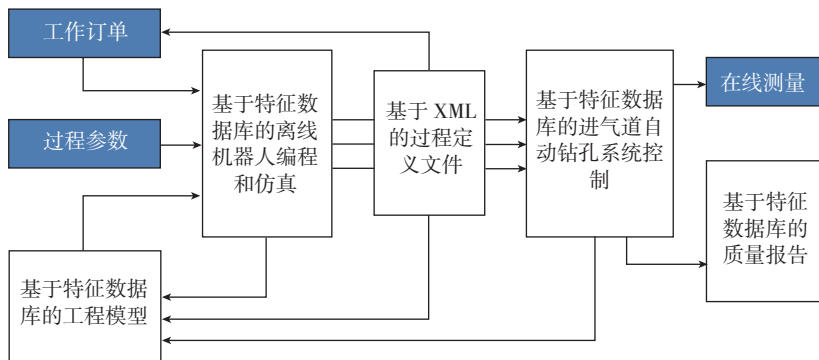 工作订单
过程参数
基于特征数
据库的离线
机器人编程
和仿真
基于 XML
的过程定
义文件
基于特征数据
库的进气道自
动钻孔系统控
制
在线测量
基于特征
数据库的
质量报告
基于特征数据
库的工程模型